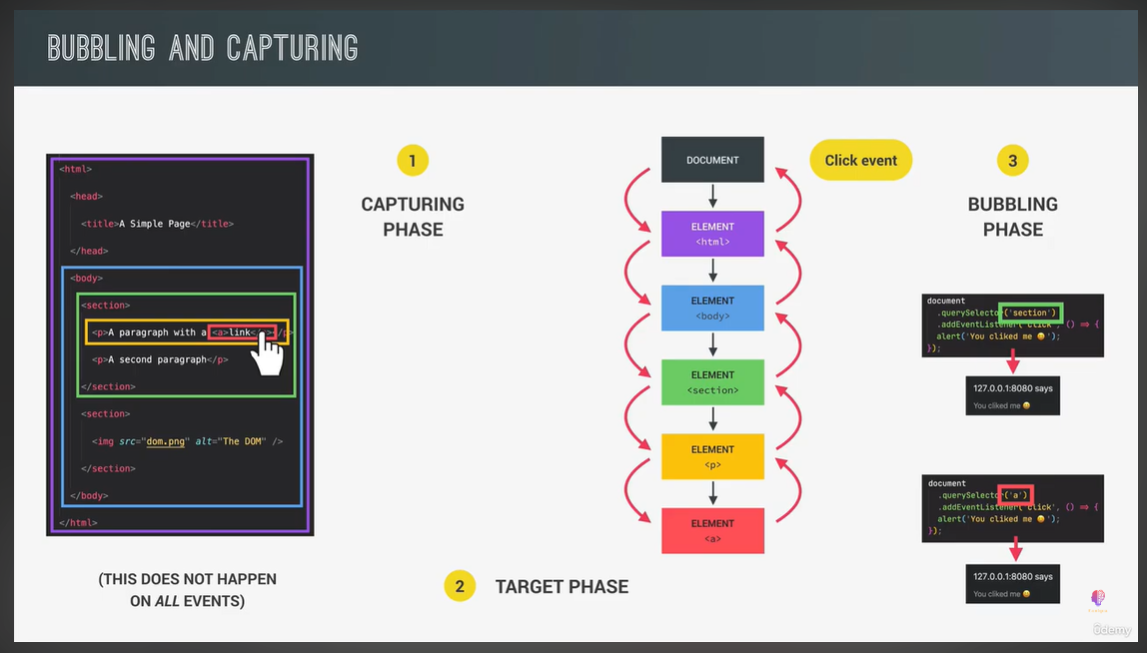 BUBBLING AND CAPTURING
<html>
<head>
<title>A Simple Page</title>
</head>
<body>
<section>
<p>A paragraph with a <a>link</p>
<p>A second paragraph</p>
</section>
<section>
<img src="dom.png" alt="The DOM" />
</section>
</body>
</html>
(THIS DOES NOT HAPPEN
ON ALL EVENTS)
1
CAPTURING
PHASE
DOCUMENT
ELEMENT
<html>
ELEMENT
<body>
ELEMENT
<section>
ELEMENT
<p>
ELEMENT
<a>
2
TARGET PHASE
Click event
3
BUBBLING
PHASE
document
.querySelector('section')
.addEventListener('click', () => {
alert('You cliked me 😀');
});
127.0.0.1:8080 says
You cliked me 😀
document
.querySelector('a')
.addEventListener('click', () => {
alert('You cliked me 😀');
});
127.0.0.1:8080 says
You cliked me 😀
ûdemy